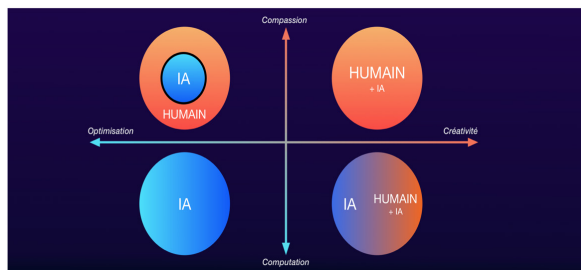 Compassion
IA
HUMAIN
HUMAIN
+ IA
Optimisation
Créativité
IA
IA
HUMAIN
+ IA
Computation